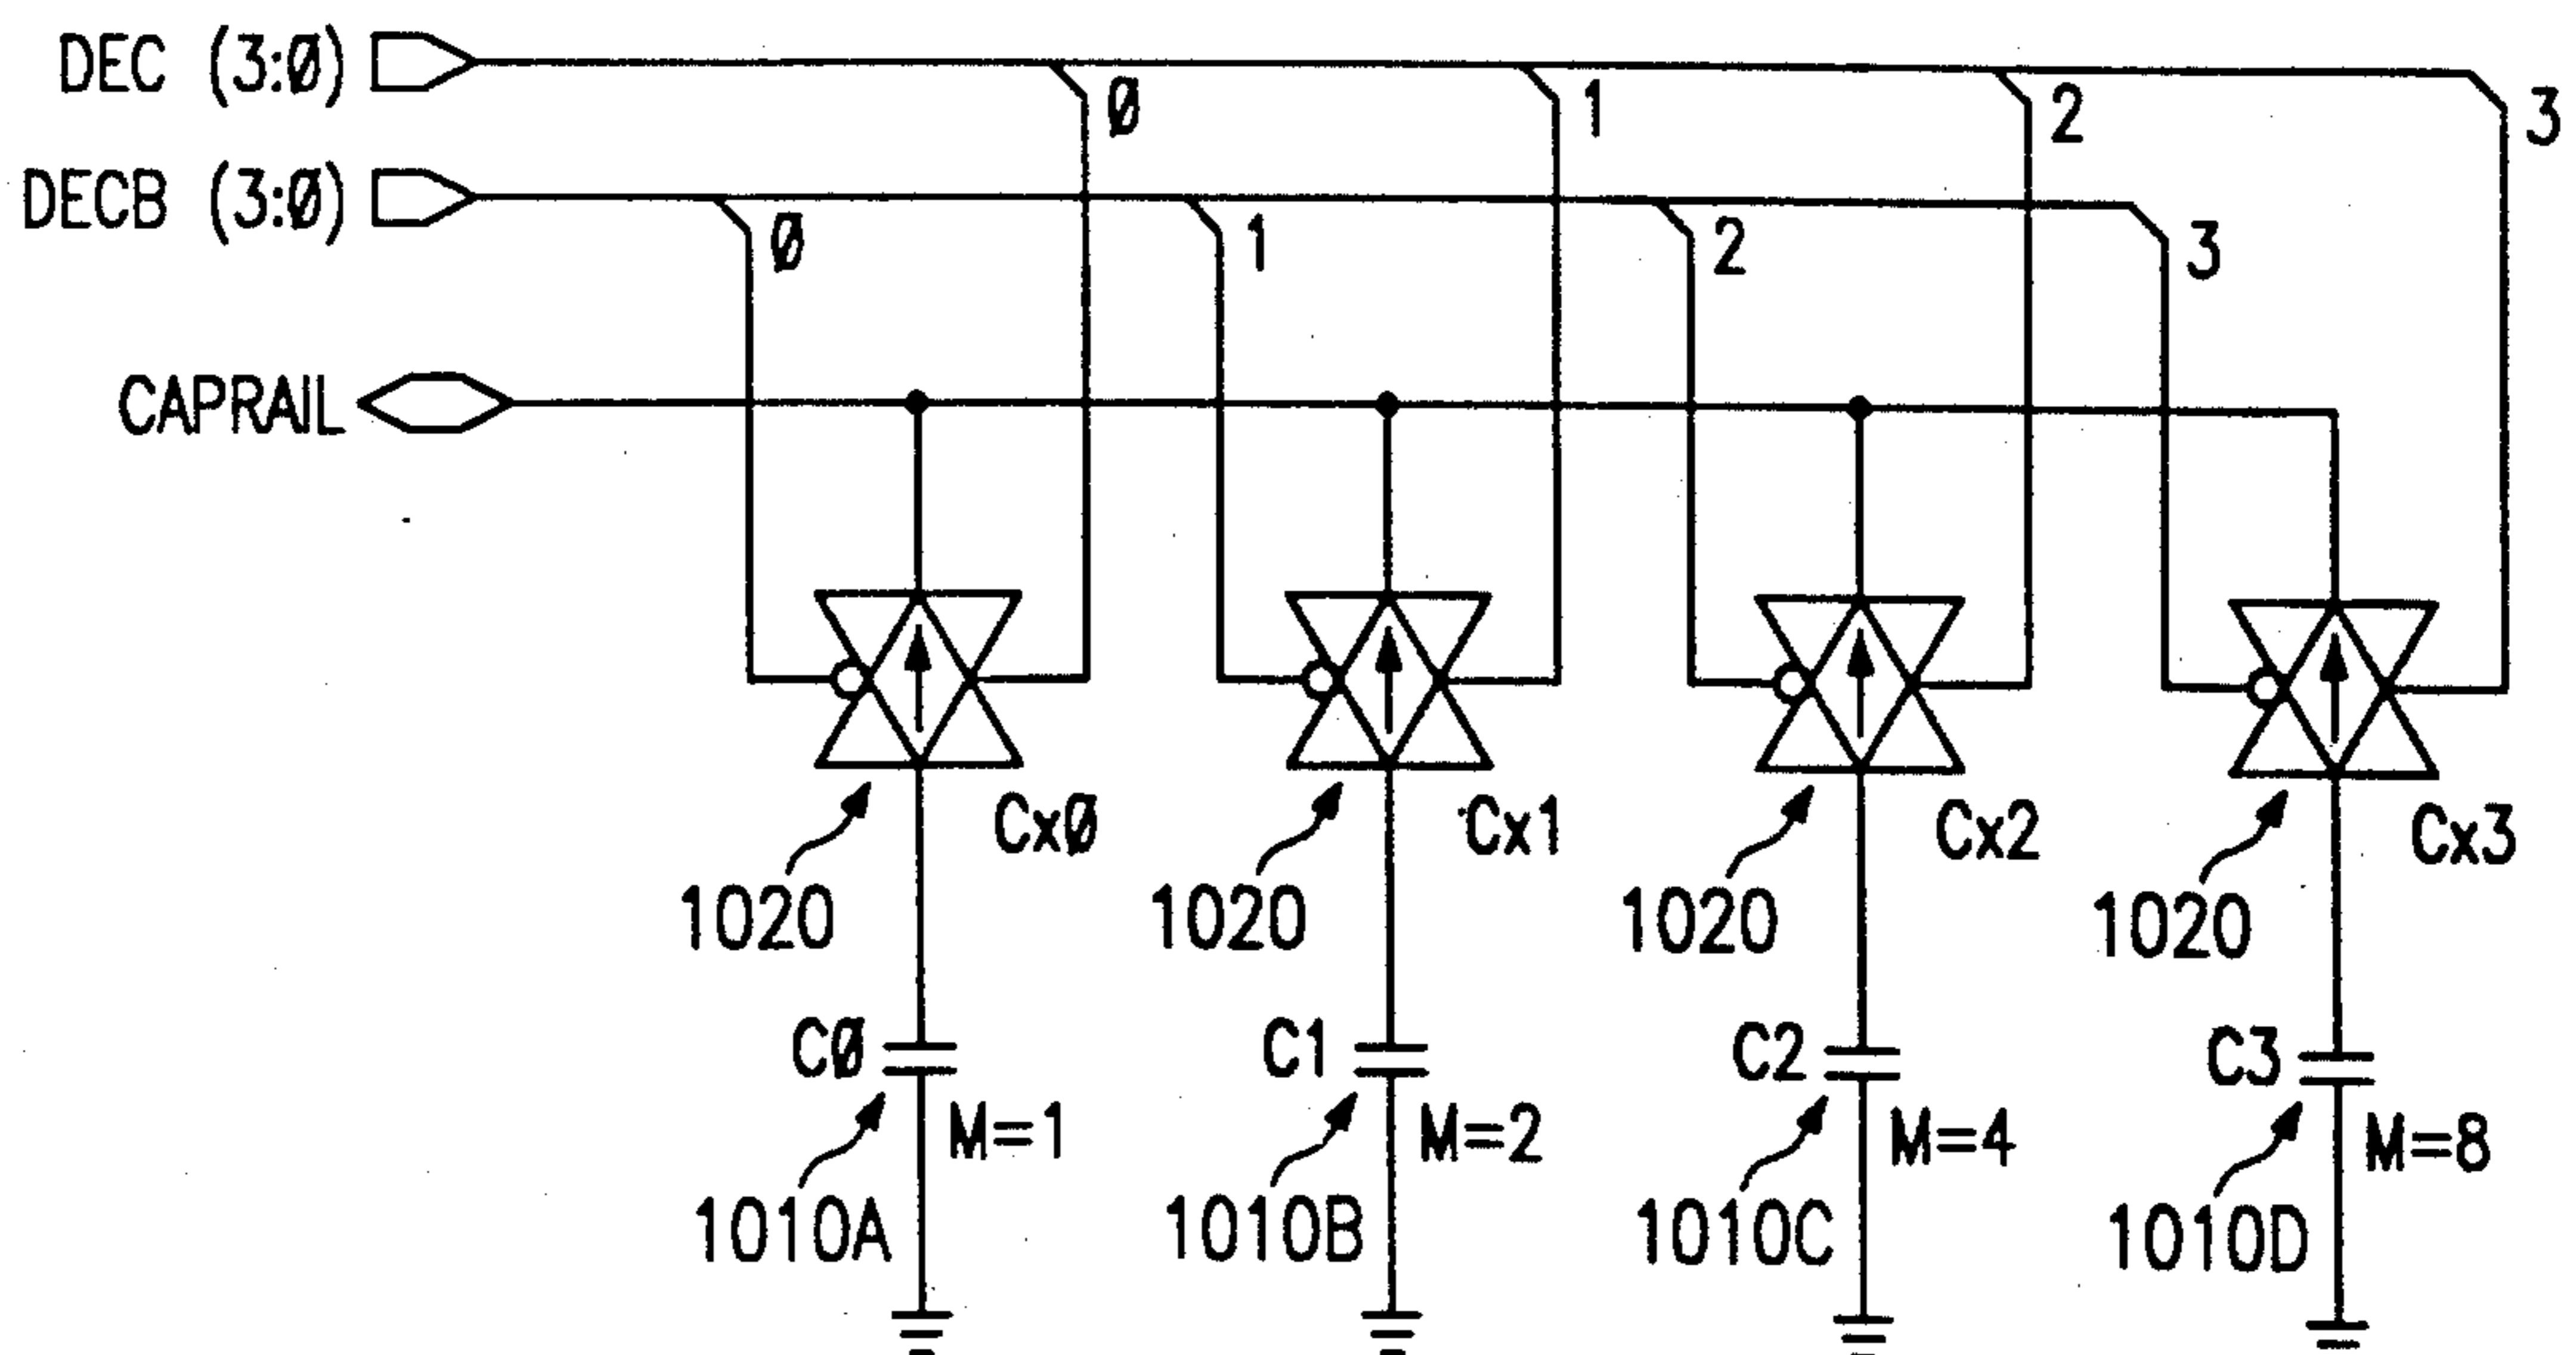 DEC (3:Ø)
Ø 1 2 3
DECB (3:Ø)
Ø 1 2 3
CAPRAIL
CxØ Cx1 Cx2 Cx3
1020 1020 1020 1020
CØ C1 C2 C3
M=1 M=2 M=4 M=8
1010A 1010B 1010C 1010D